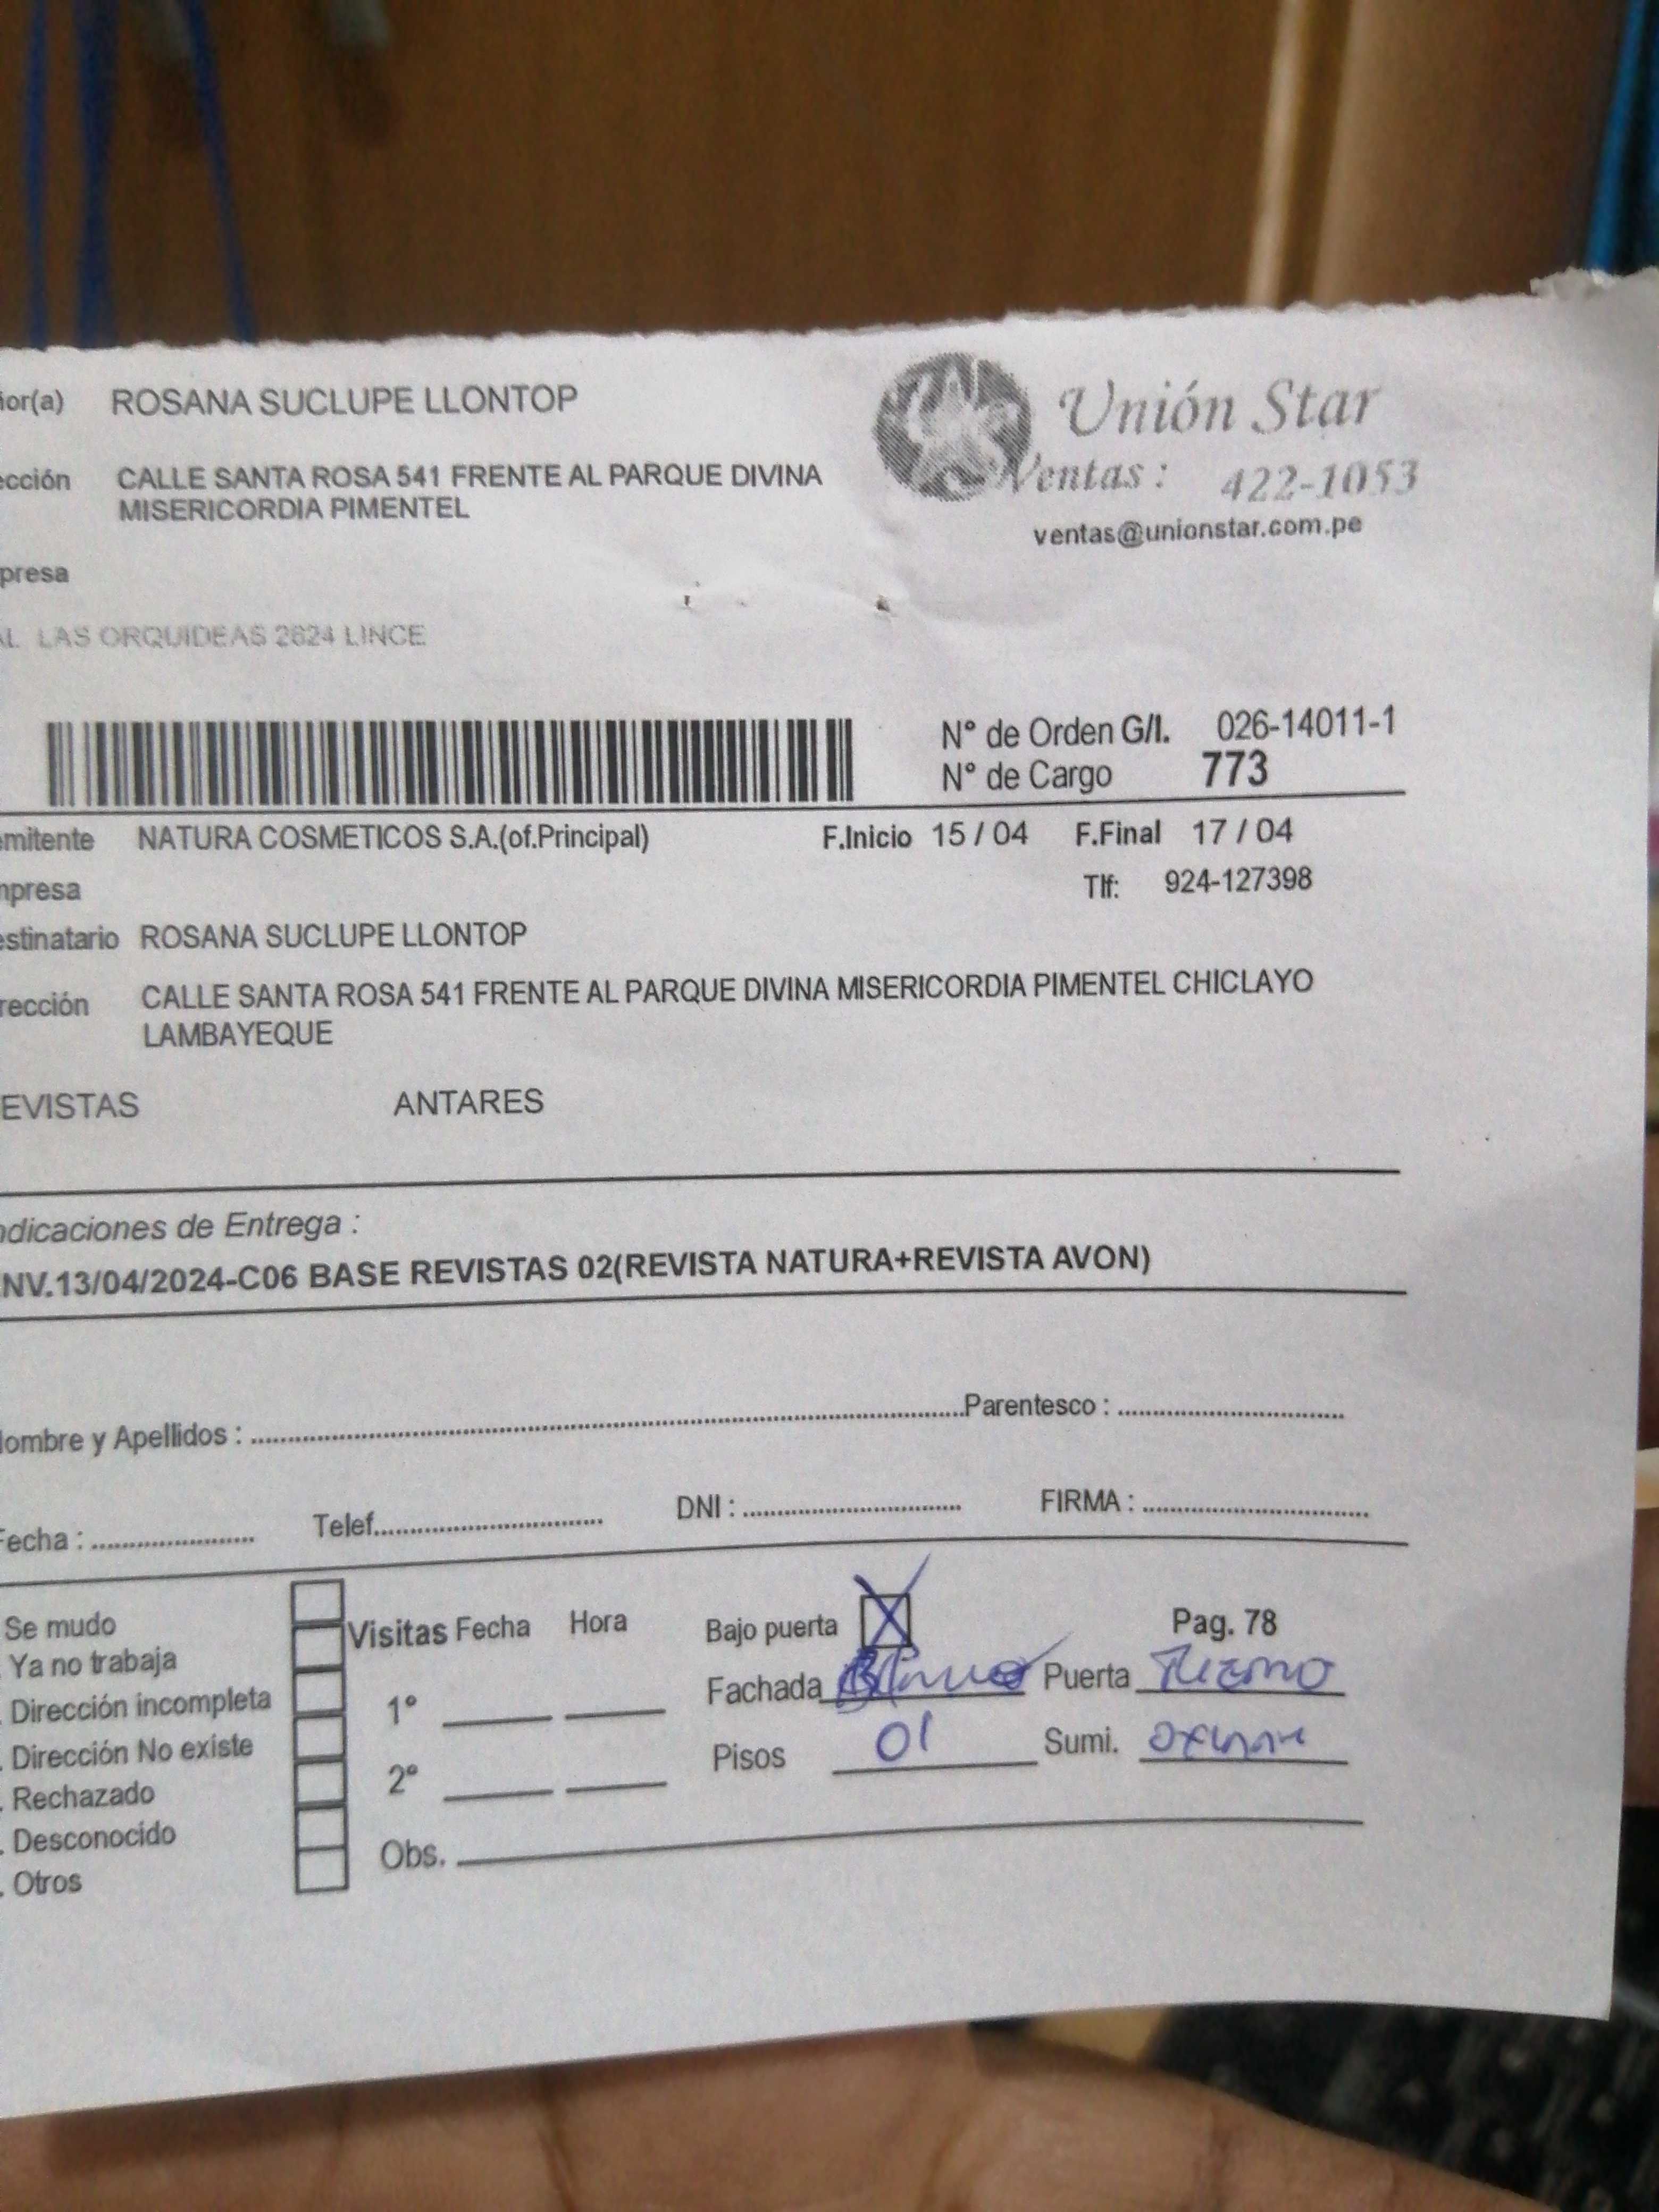 ñor(a) ROSANA SUCLUPE LLONTOP
Unión Star
Ventas : 422-1053
ventas@unionstar.com.pe
ección CALLE SANTA ROSA 541 FRENTE AL PARQUE DIVINA
MISERICORDIA PIMENTEL
presa
AL LAS ORQUIDEAS 2624 LINCE
N° de Orden G/I. 026-14011-1
N° de Cargo 773
emitente NATURA COSMETICOS S.A.(of.Principal) F.Inicio 15 / 04 F.Final 17 / 04
mpresa Tlf: 924-127398
estinatario ROSANA SUCLUPE LLONTOP
rección CALLE SANTA ROSA 541 FRENTE AL PARQUE DIVINA MISERICORDIA PIMENTEL CHICLAYO
LAMBAYEQUE
EVISTAS ANTARES
ndicaciones de Entrega :
NV.13/04/2024-C06 BASE REVISTAS 02(REVISTA NATURA+REVISTA AVON)
Nombre y Apellidos : Parentesco :
Fecha : Telef. DNI : FIRMA :
Se mudo
Ya no trabaja
Dirección incompleta
Dirección No existe
Rechazado
Desconocido
Otros
Visitas Fecha Hora
1°
2°
Obs.
Bajo puerta X Pag. 78
Fachada Blanco Puerta
Pisos 01 Sumi.